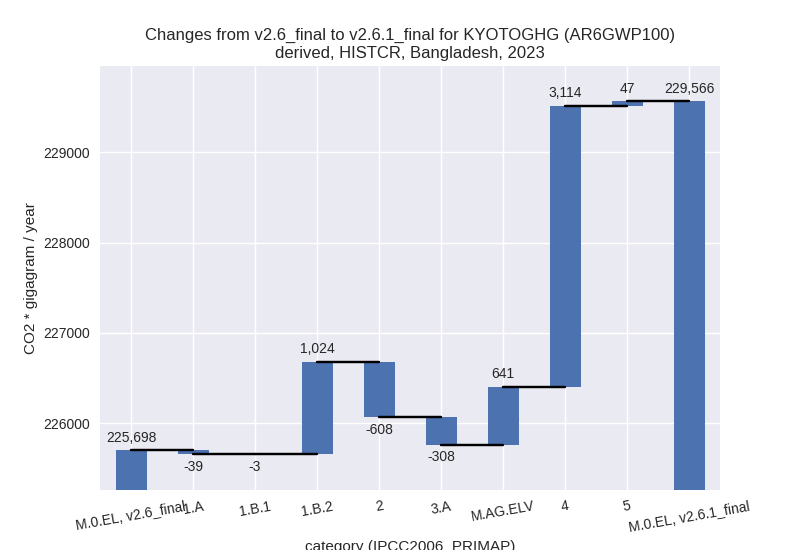 Changes from v2.6_final to v2.6.1_final for KYOTOGHG (AR6GWP100)
derived, HISTCR, Bangladesh, 2023
CO2 * gigagram / year
229000
228000
227000
226000
225,698
-39
-3
1,024
-608
-308
641
3,114
47
229,566
M.0.EL, v2.6_final
1.A
1.B.1
1.B.2
2
3.A
M.AG.ELV
4
5
M.0.EL, v2.6.1_final
category (IPCC2006_PRIMAP)